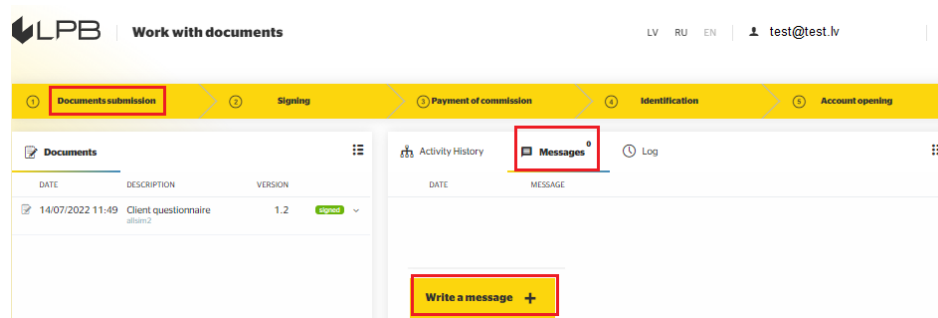 LPB
Work with documents
LV RU EN test@test.lv
1 Documents submission 2 Signing 3 Payment of commission 4 Identification 5 Account opening
Documents
DATE DESCRIPTION VERSION
14/07/2022 11:49 Client questionnaire 1.2 signed
allsim2
Activity History Messages 0 Log
DATE MESSAGE
Write a message +